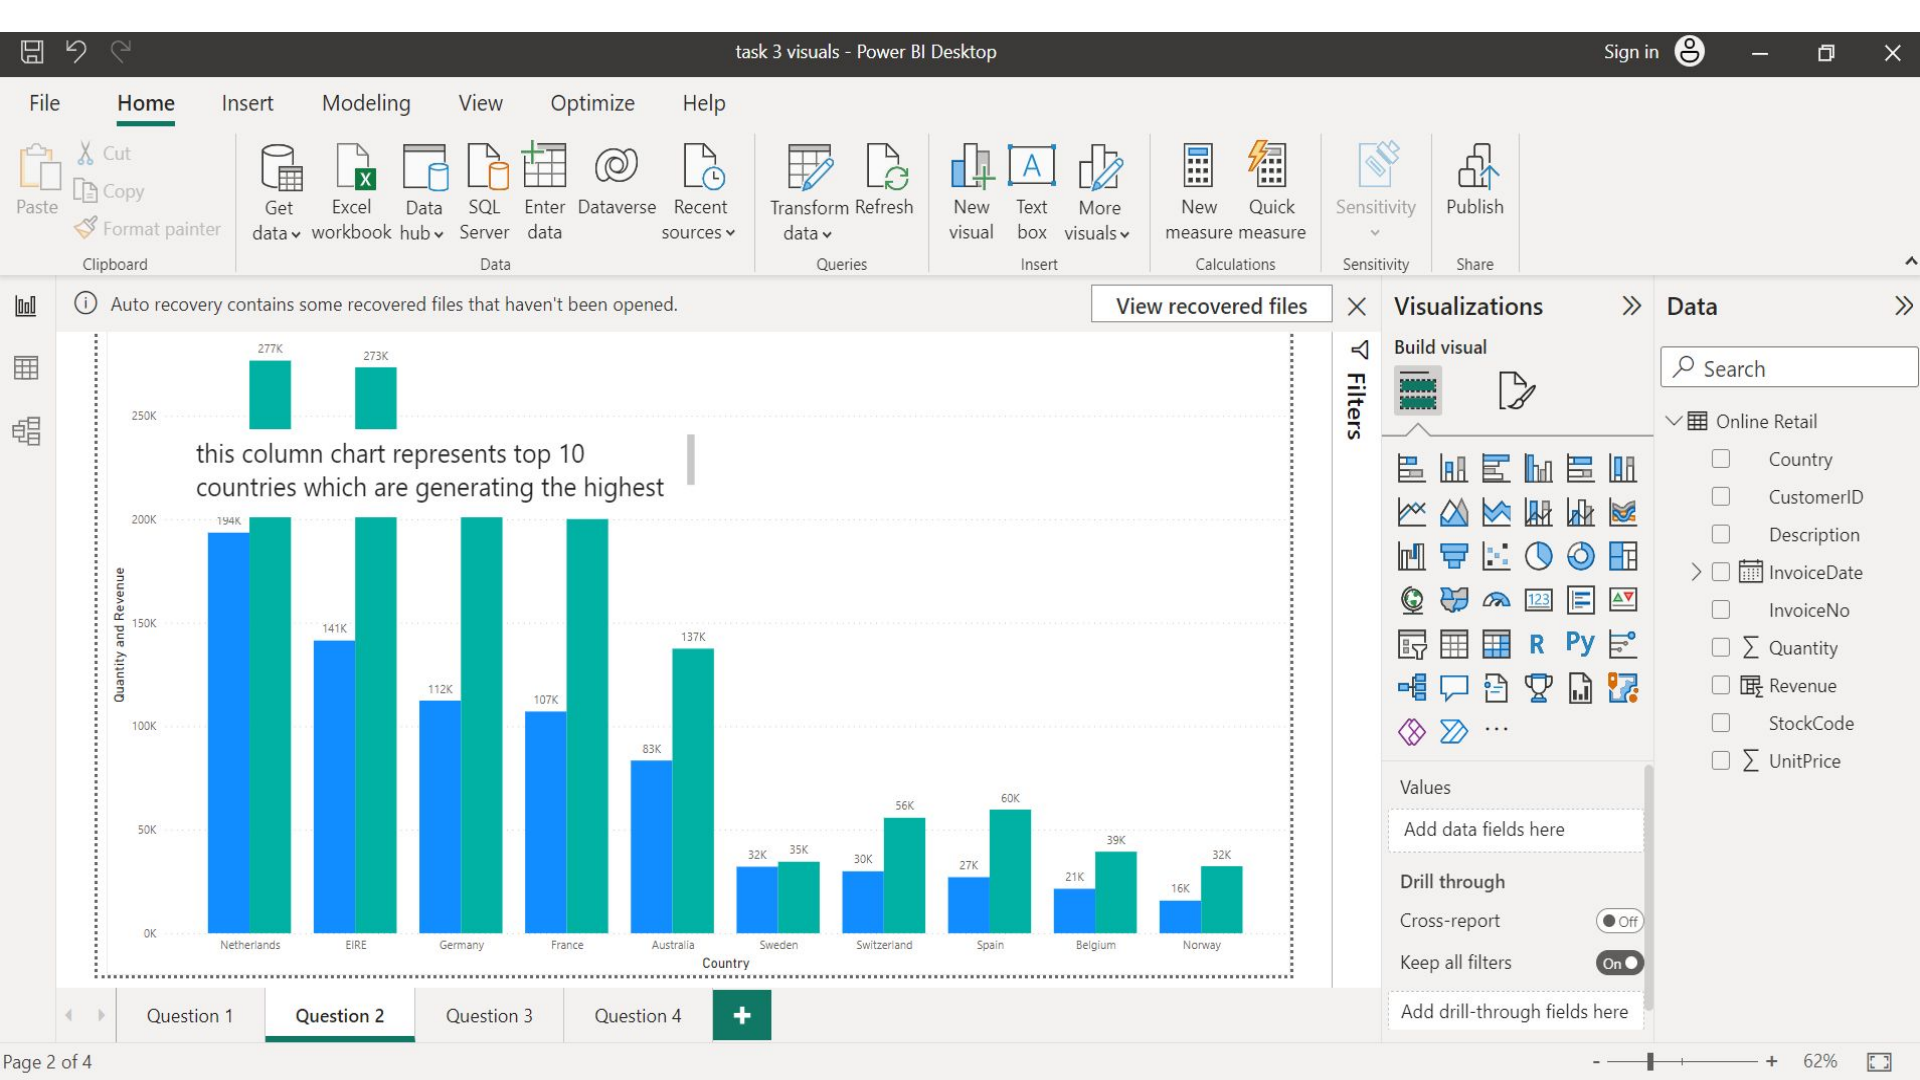 task 3 visuals - Power BI Desktop
Sign in
File Home Insert Modeling View Optimize Help
Paste
Cut
Copy
Format painter
Clipboard
Get data
Excel workbook
Data hub
SQL Server
Enter data
Dataverse
Recent sources
Data
Transform data
Refresh
Queries
New visual
Text box
More visuals
Insert
New measure
Quick measure
Calculations
Sensitivity
Sensitivity
Publish
Share
Auto recovery contains some recovered files that haven't been opened.
View recovered files
277K
273K
250K
this column chart represents top 10
countries which are generating the highest
200K
194K
150K
141K
137K
112K
107K
100K
83K
50K
32K
35K
30K
56K
27K
60K
21K
39K
16K
32K
0K
Quantity and Revenue
Netherlands EIRE Germany France Australia Sweden Switzerland Spain Belgium Norway
Country
Filters
Visualizations
Build visual
123
R
Py
Values
Add data fields here
Drill through
Cross-report
Off
Keep all filters
On
Add drill-through fields here
Data
Search
Online Retail
Country
CustomerID
Description
InvoiceDate
InvoiceNo
Quantity
Revenue
StockCode
UnitPrice
Question 1 Question 2 Question 3 Question 4
Page 2 of 4
- + 62%